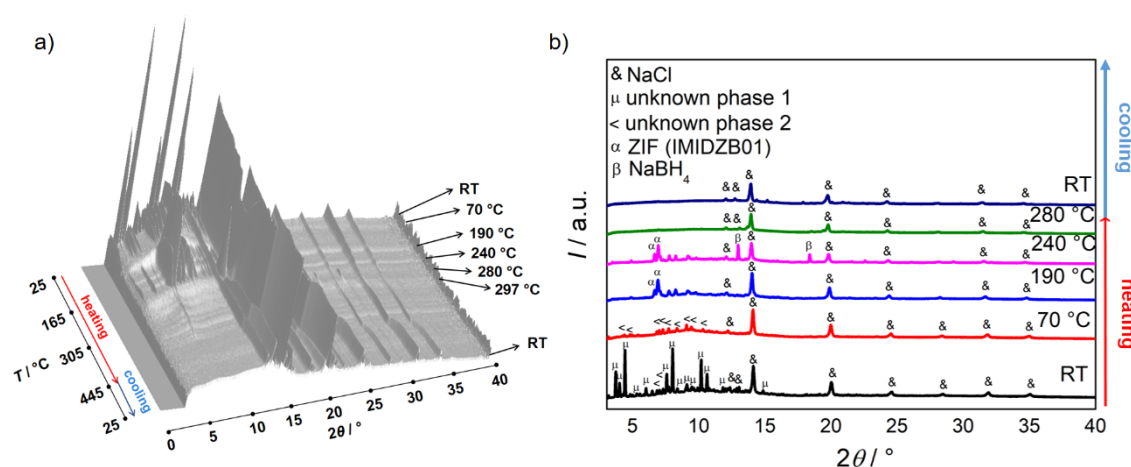 a)
RT
70 °C
190 °C
240 °C
280 °C
297 °C
RT
25
165
305
445
25
T / °C
heating
cooling
0
5
10
15
20
25
30
35
40
2θ / °
b)
& NaCl
μ unknown phase 1
< unknown phase 2
α ZIF (IMIDZB01)
β NaBH4
& & & & & & &
RT
& & & & & & &
280 °C
α α & β & β & & & &
240 °C
α α & & & & & & &
190 °C
< < < < < < < < < & & & & & & &
70 °C
μ μ μ μ μ < < μ μ μ μ μ μ μ μ & & & μ & & & & &
RT
I / a.u.
5 10 15 20 25 30 35 40
2θ / °
cooling
heating